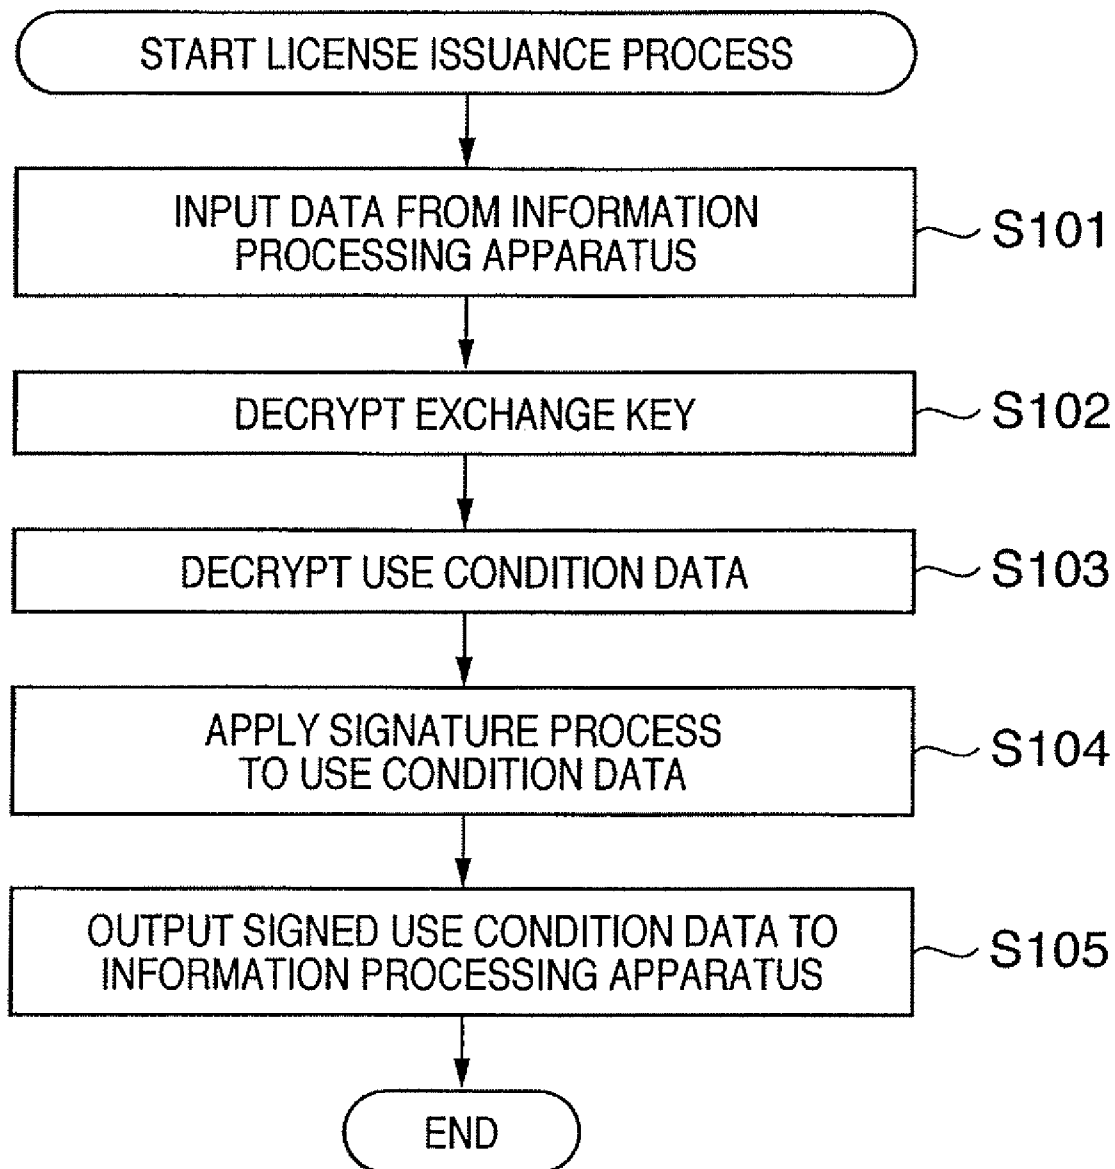 START LICENSE ISSUANCE PROCESS
INPUT DATA FROM INFORMATION
PROCESSING APPARATUS
S101
DECRYPT EXCHANGE KEY
S102
DECRYPT USE CONDITION DATA
S103
APPLY SIGNATURE PROCESS
TO USE CONDITION DATA
S104
OUTPUT SIGNED USE CONDITION DATA TO
INFORMATION PROCESSING APPARATUS
S105
END